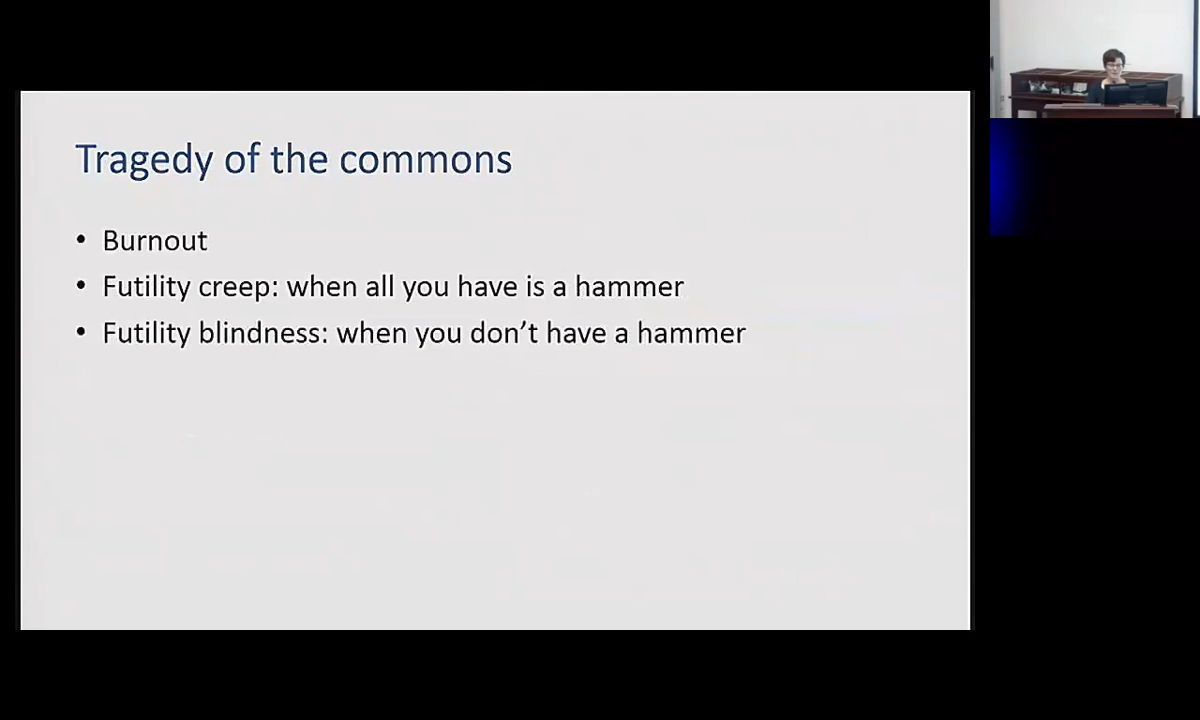 Tragedy of the commons
• Burnout
• Futility creep: when all you have is a hammer
• Futility blindness: when you don’t have a hammer